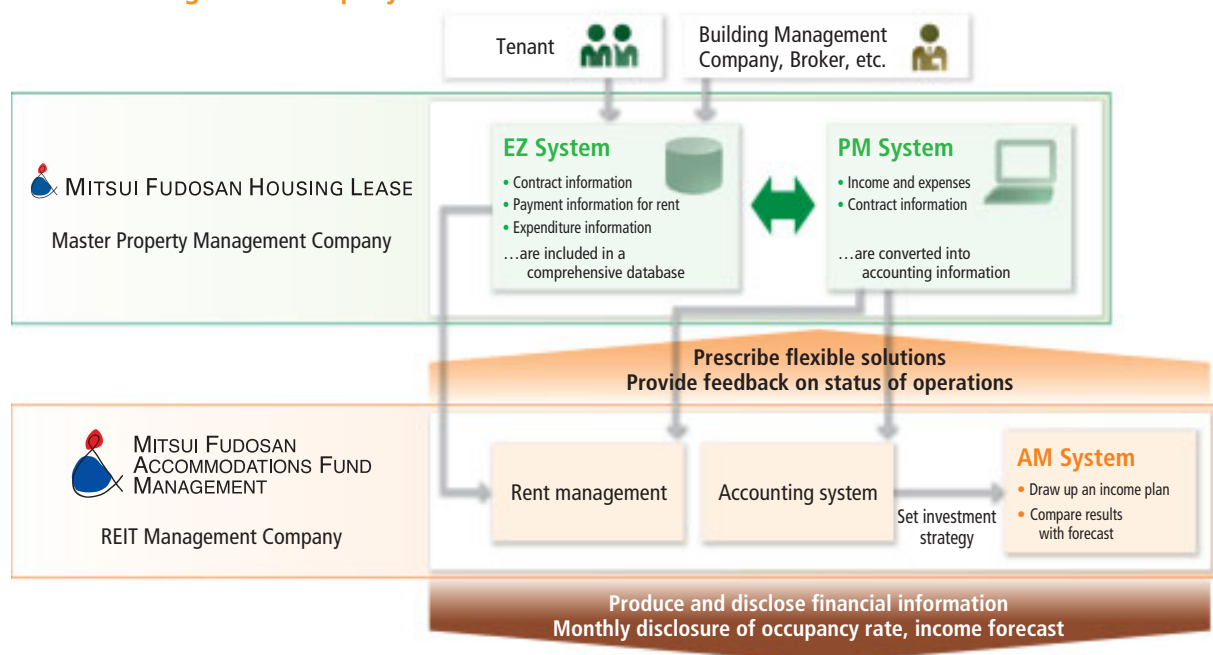 Tenant
Building Management
Company, Broker, etc.
MITSUI FUDOSAN HOUSING LEASE
Master Property Management Company
EZ System
• Contract information
• Payment information for rent
• Expenditure information
…are included in a
comprehensive database
PM System
• Income and expenses
• Contract information
…are converted into
accounting information
Prescribe flexible solutions
Provide feedback on status of operations
MITSUI FUDOSAN
ACCOMMODATIONS FUND
MANAGEMENT
REIT Management Company
Rent management
Accounting system
Set investment
strategy
AM System
• Draw up an income plan
• Compare results
with forecast
Produce and disclose financial information
Monthly disclosure of occupancy rate, income forecast